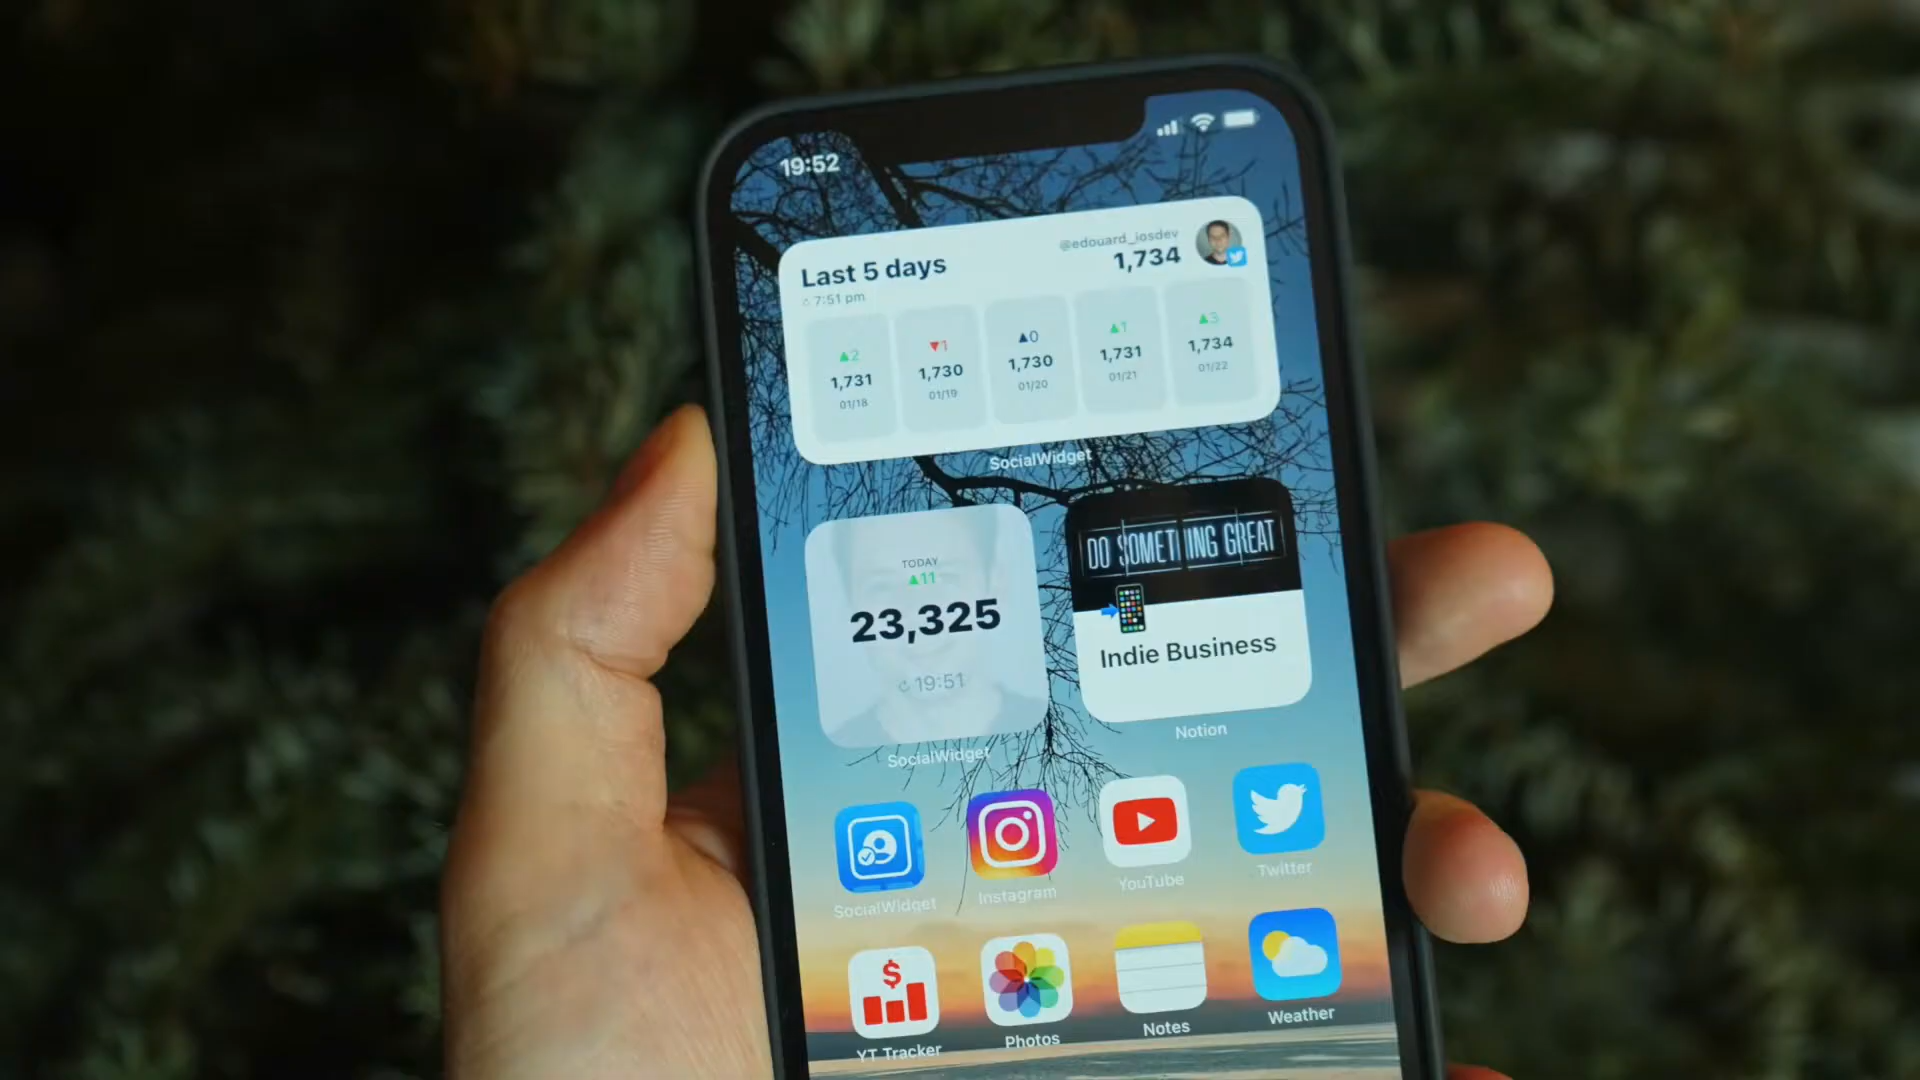 19:52
Last 5 days
7:51 pm
@edouard_iosdev
1,734
▲2
1,731
01/18
▼1
1,730
01/19
▲0
1,730
01/20
▲1
1,731
01/21
▲3
1,734
01/22
SocialWidget
TODAY
▲11
23,325
19:51
SocialWidget
DO SOMETHING GREAT
Indie Business
Notion
SocialWidget
Instagram
YouTube
Twitter
$
YT Tracker
Photos
Notes
Weather